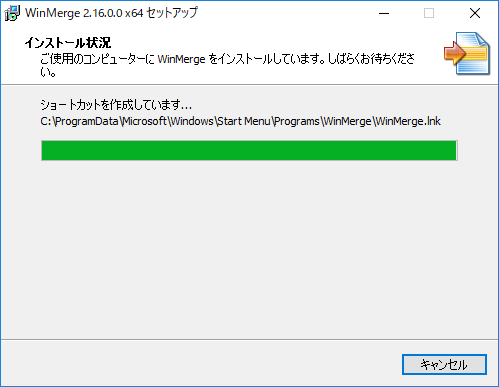 WinMerge 2.16.0.0 x64 セットアップ
インストール状況
ご使用のコンピューターに WinMerge をインストールしています。しばらくお待ちくださ
い。
ショートカットを作成しています...
C:\ProgramData\Microsoft\Windows\Start Menu\Programs\WinMerge\WinMerge.lnk
キャンセル